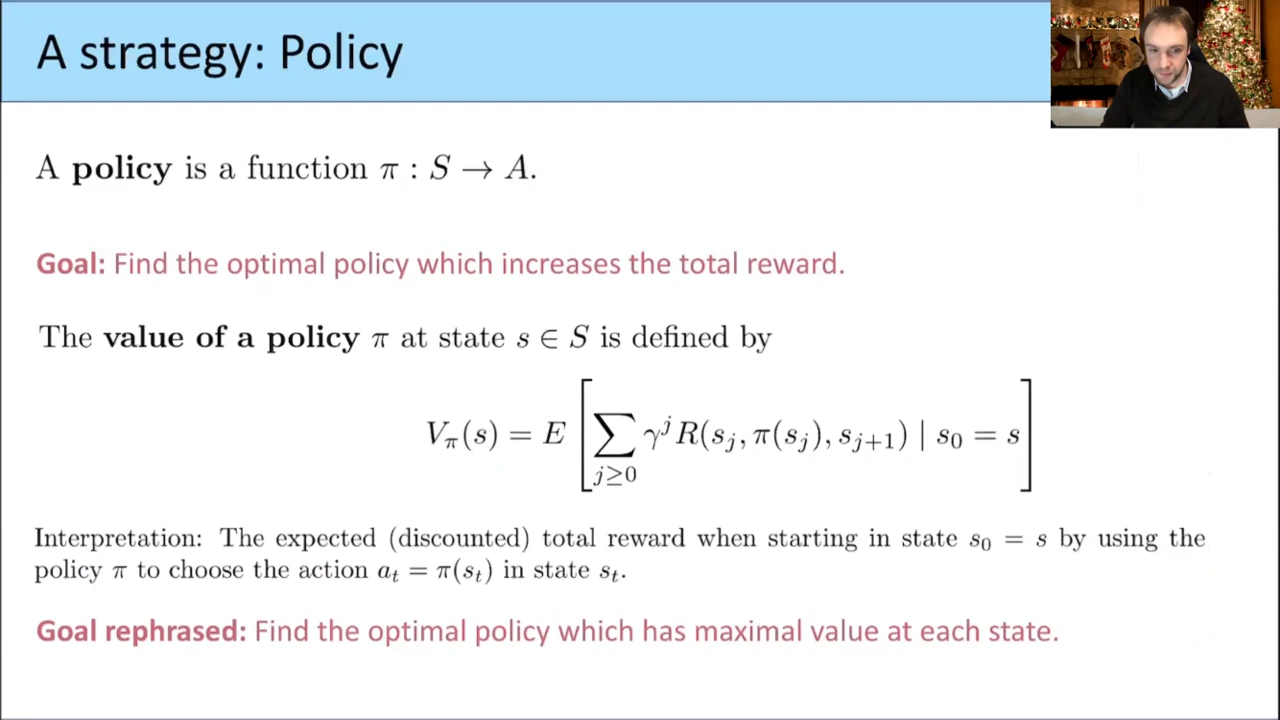 A strategy: Policy
A policy is a function π : S → A.
Goal: Find the optimal policy which increases the total reward.
The value of a policy π at state s ∈ S is defined by
V_π(s) = E [ ∑_{j≥0} γ^j R(s_j, π(s_j), s_{j+1}) | s_0 = s ]
Interpretation: The expected (discounted) total reward when starting in state s_0 = s by using the
policy π to choose the action a_t = π(s_t) in state s_t.
Goal rephrased: Find the optimal policy which has maximal value at each state.